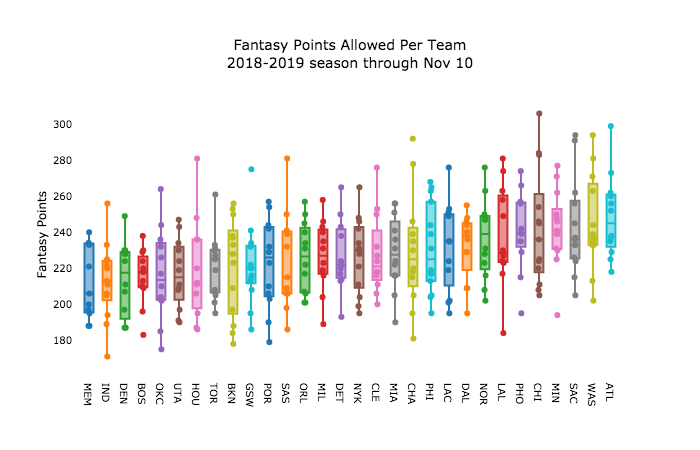 Fantasy Points Allowed Per Team
2018-2019 season through Nov 10
Fantasy Points
300
280
260
240
220
200
180
MEM
IND
DEN
BOS
OKC
UTA
HOU
TOR
BKN
GSW
POR
SAS
ORL
MIL
DET
NYK
CLE
MIA
CHA
PHI
LAC
DAL
NOR
LAL
PHO
CHI
MIN
SAC
WAS
ATL